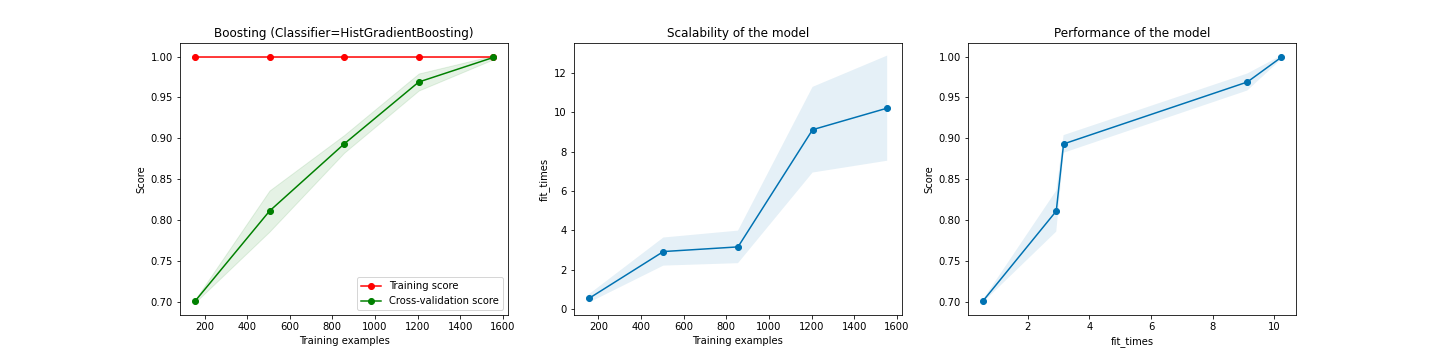 Boosting (Classifier=HistGradientBoosting)
1.00
0.95
0.90
0.85
0.80
0.75
0.70
Score
Training score
Cross-validation score
200 400 600 800 1000 1200 1400 1600
Training examples
Scalability of the model
12
10
8
6
4
2
0
fit_times
200 400 600 800 1000 1200 1400 1600
Training examples
Performance of the model
1.00
0.95
0.90
0.85
0.80
0.75
0.70
Score
2 4 6 8 10
fit_times